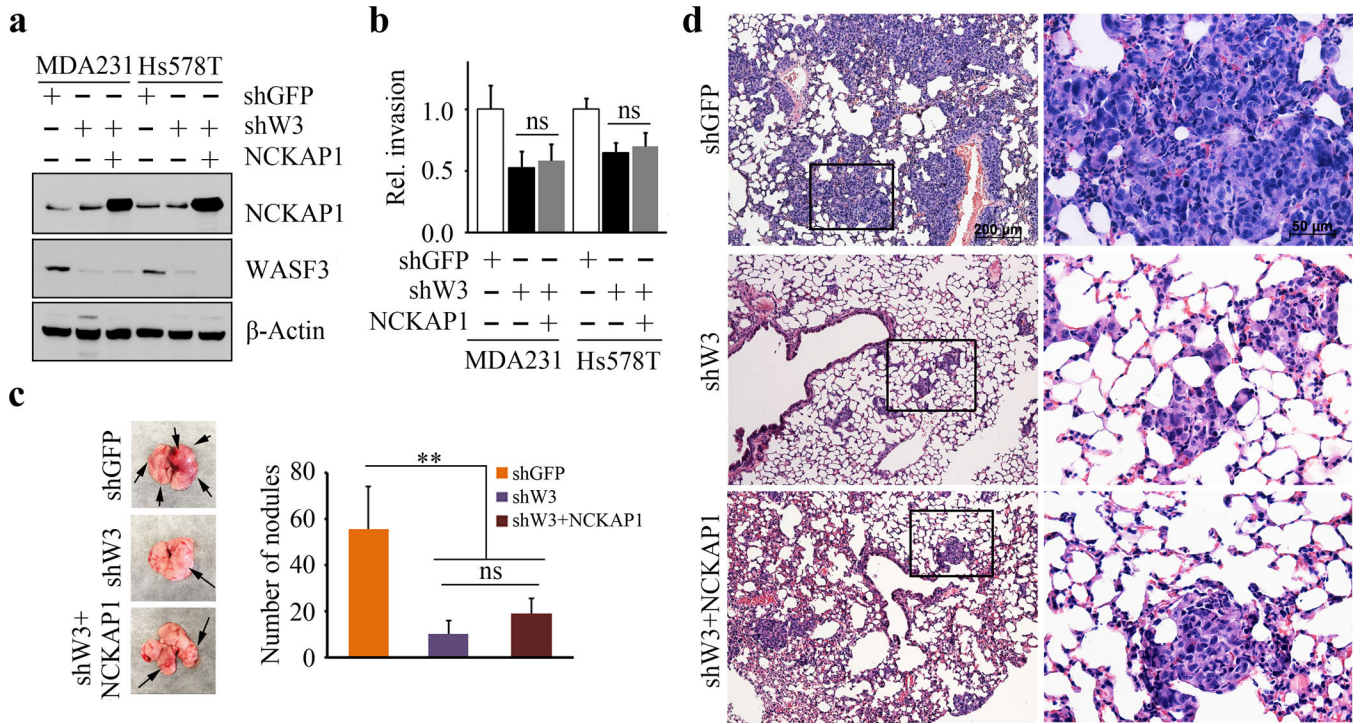 a
MDA231 Hs578T
+ − − + − − shGFP
− + + − + + shW3
− − + − − + NCKAP1
NCKAP1
WASF3
β-Actin
b
Rel. invasion
1.0
0.5
0.0
ns ns
shGFP + − − + − −
shW3 − + + − + +
NCKAP1 − − + − − +
MDA231 Hs578T
c
shGFP
shW3
shW3+
NCKAP1
Number of nodules
80
60
40
20
0
**
ns
shGFP
shW3
shW3+NCKAP1
d
shGFP
200 μm
50 μm
shW3
shW3+NCKAP1